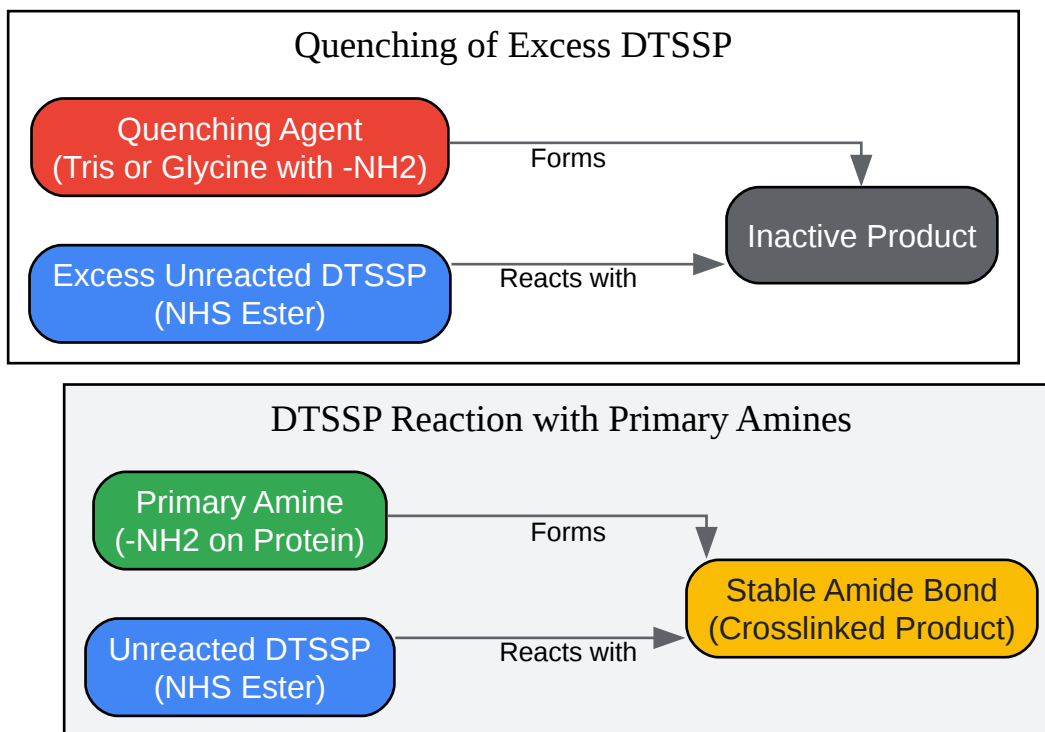 Quenching of Excess DTSSP
Quenching Agent
(Tris or Glycine with -NH2)
Forms
Inactive Product
Excess Unreacted DTSSP
(NHS Ester)
Reacts with
DTSSP Reaction with Primary Amines
Primary Amine
(-NH2 on Protein)
Forms
Stable Amide Bond
(Crosslinked Product)
Unreacted DTSSP
(NHS Ester)
Reacts with